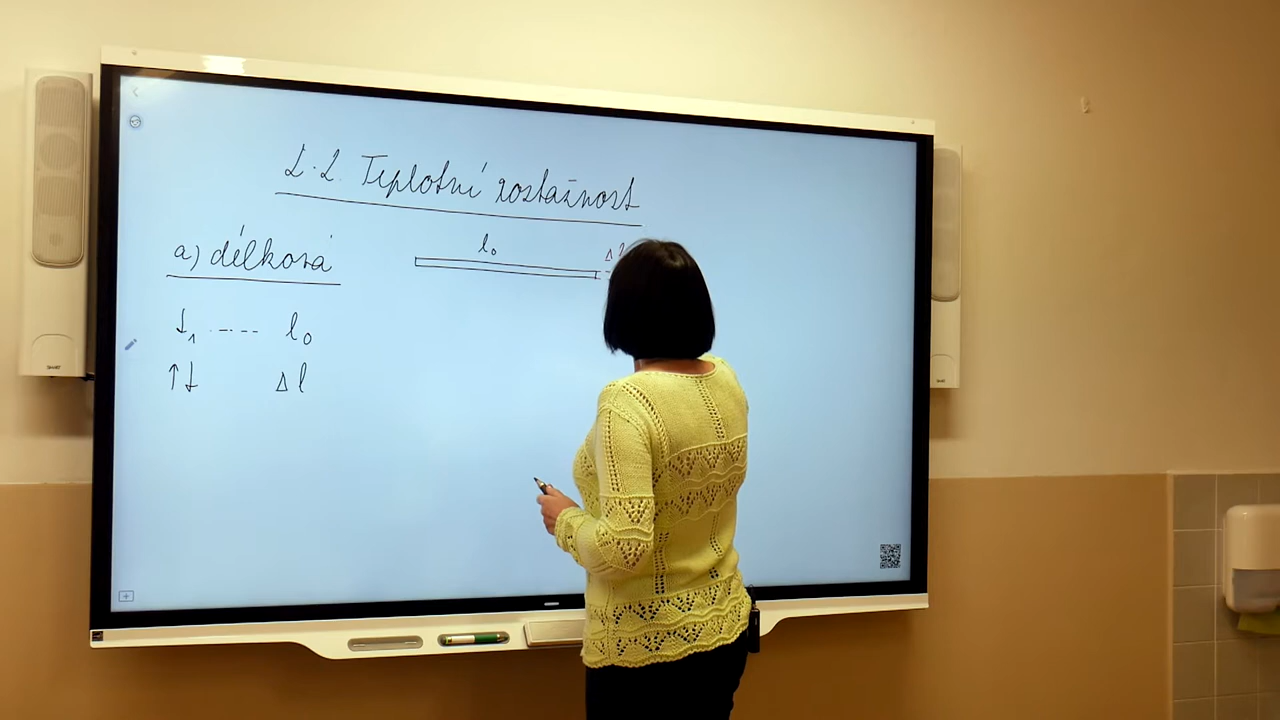 2.2. Teplotní roztažnost
a) délková
l₀ Δl
t₁ ---- l₀
↑t Δl